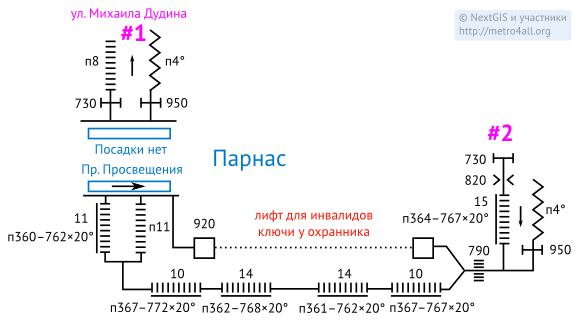 ул. Михаила Дудина
#1
© NextGIS и участники
http://metro4all.org
п8
п4°
730
950
Посадки нет
Пр. Просвещения
Парнас
#2
730
820
15
п4°
п364–767×20°
950
790
11
п11
п360–762×20°
920
лифт для инвалидов
ключи у охранника
10
14
14
10
п367–772×20°
п362–768×20°
п361–762×20°
п367–767×20°